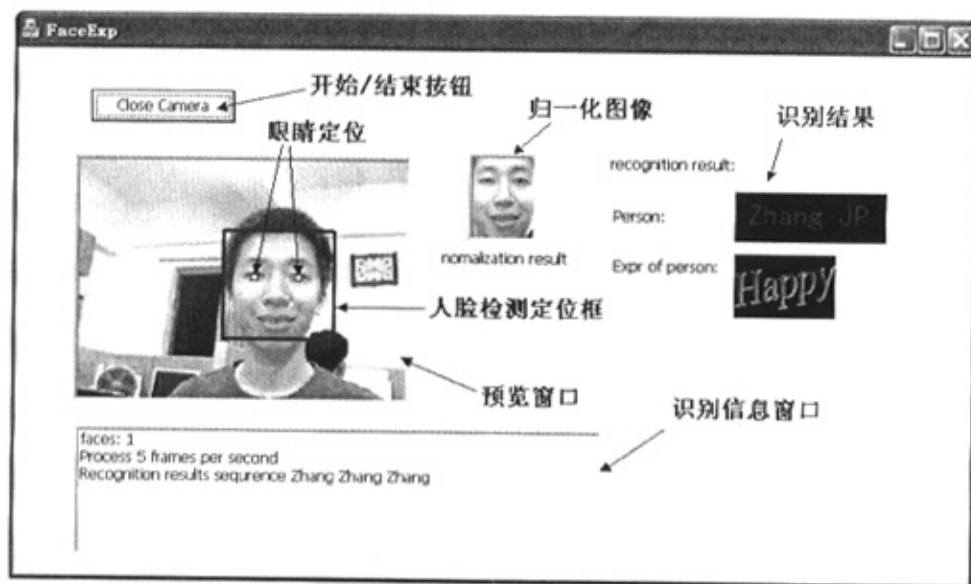 FaceExp
Close Camera
开始/结束按钮
眼睛定位
归一化图像
识别结果
recognition result:
Person:
Zhang JP
nomalzation result
Expr of person:
Happy
人脸检测定位框
预览窗口
识别信息窗口
faces: 1
Process 5 frames per second
Recognition results sequrence Zhang Zhang Zhang